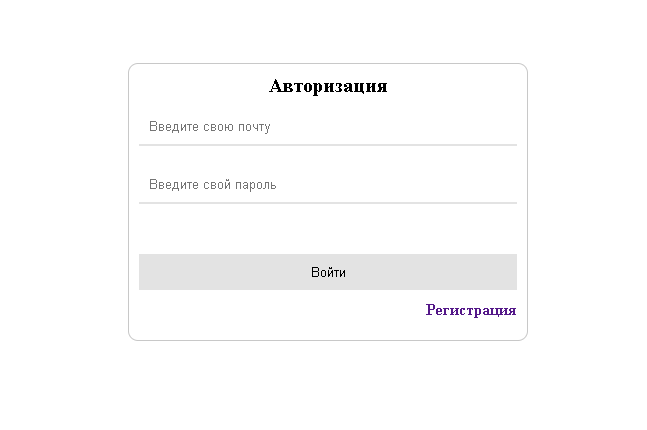 Авторизация
Введите свою почту
Введите свой пароль
Войти
Регистрация